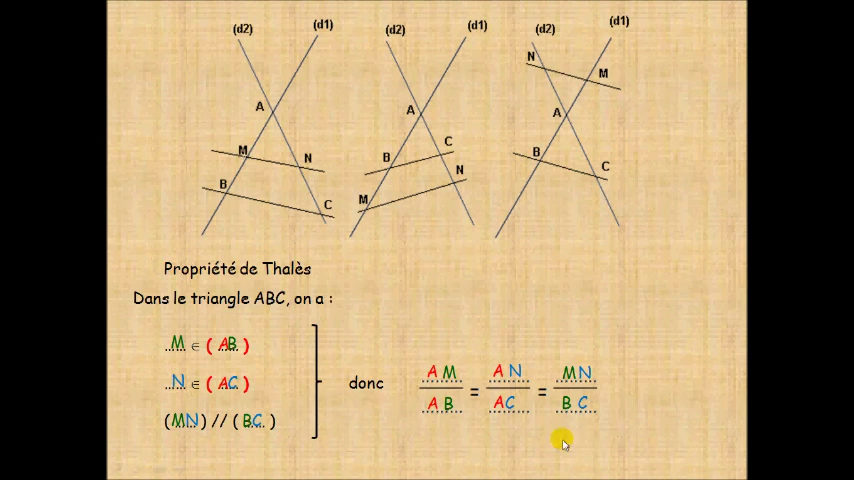 (d2) (d1) (d2) (d1) (d2) (d1)
N M
A A A
M N B C B C
B C M N
Propriété de Thalès
Dans le triangle ABC, on a :
M ∈ ( AB )
N ∈ ( AC )
donc
(MN) // ( BC )
AM/AB = AN/AC = MN/BC